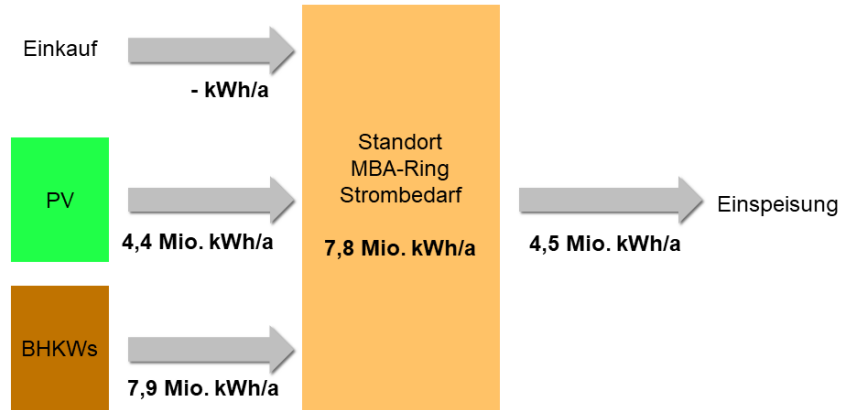 Einkauf
- kWh/a
PV
4,4 Mio. kWh/a
BHKWs
7,9 Mio. kWh/a
Standort
MBA-Ring
Strombedarf
7,8 Mio. kWh/a
4,5 Mio. kWh/a
Einspeisung